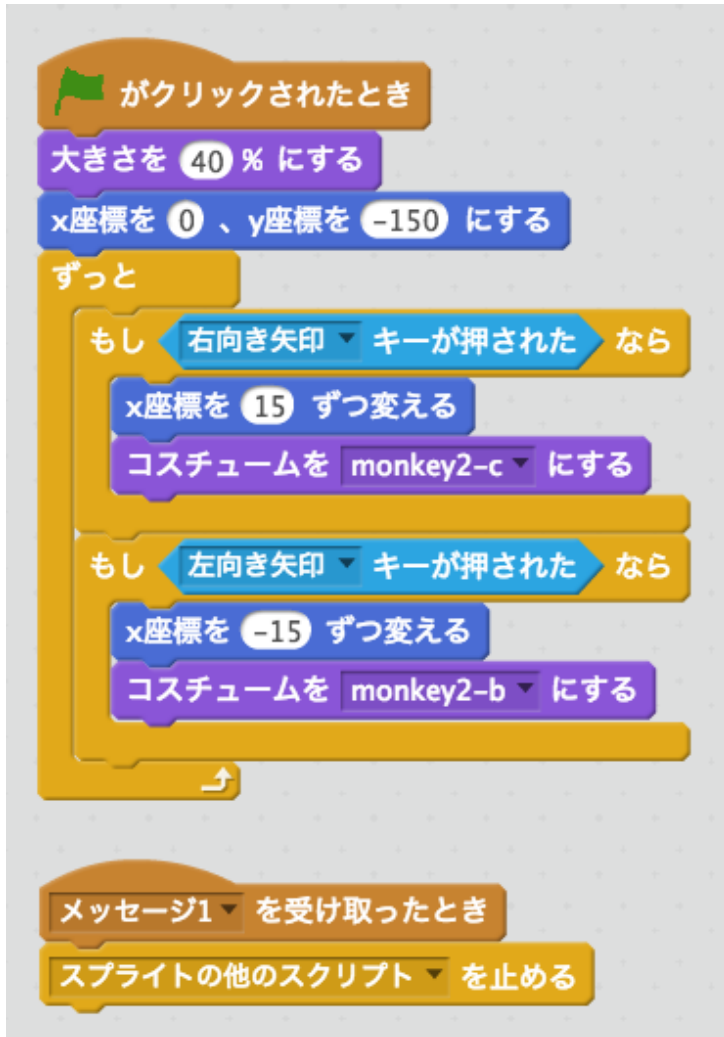 がクリックされたとき
大きさを 40 % にする
x座標を 0 、y座標を -150 にする
ずっと
もし 右向き矢印 キーが押された なら
x座標を 15 ずつ変える
コスチュームを monkey2-c にする
もし 左向き矢印 キーが押された なら
x座標を -15 ずつ変える
コスチュームを monkey2-b にする
メッセージ1 を受け取ったとき
スプライトの他のスクリプト を止める